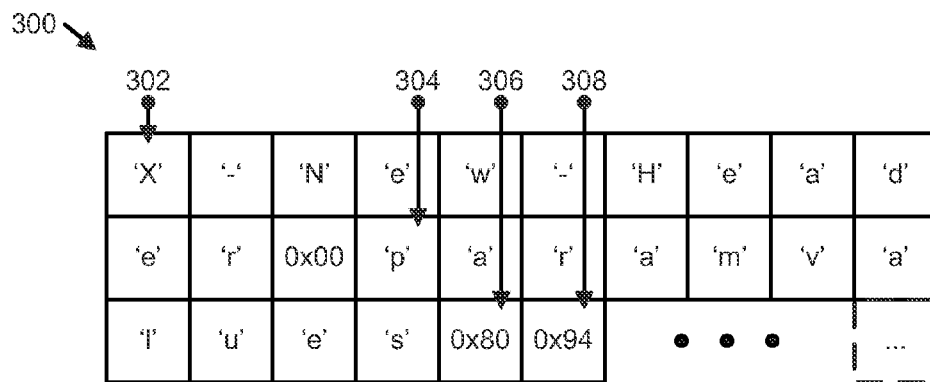 300
302 304 306 308
'X' '-' 'N' 'e' 'w' '-' 'H' 'e' 'a' 'd'
'e' 'r' 0x00 'p' 'a' 'r' 'a' 'm' 'v' 'a'
'l' 'u' 'e' 's' 0x80 0x94 • • • ...